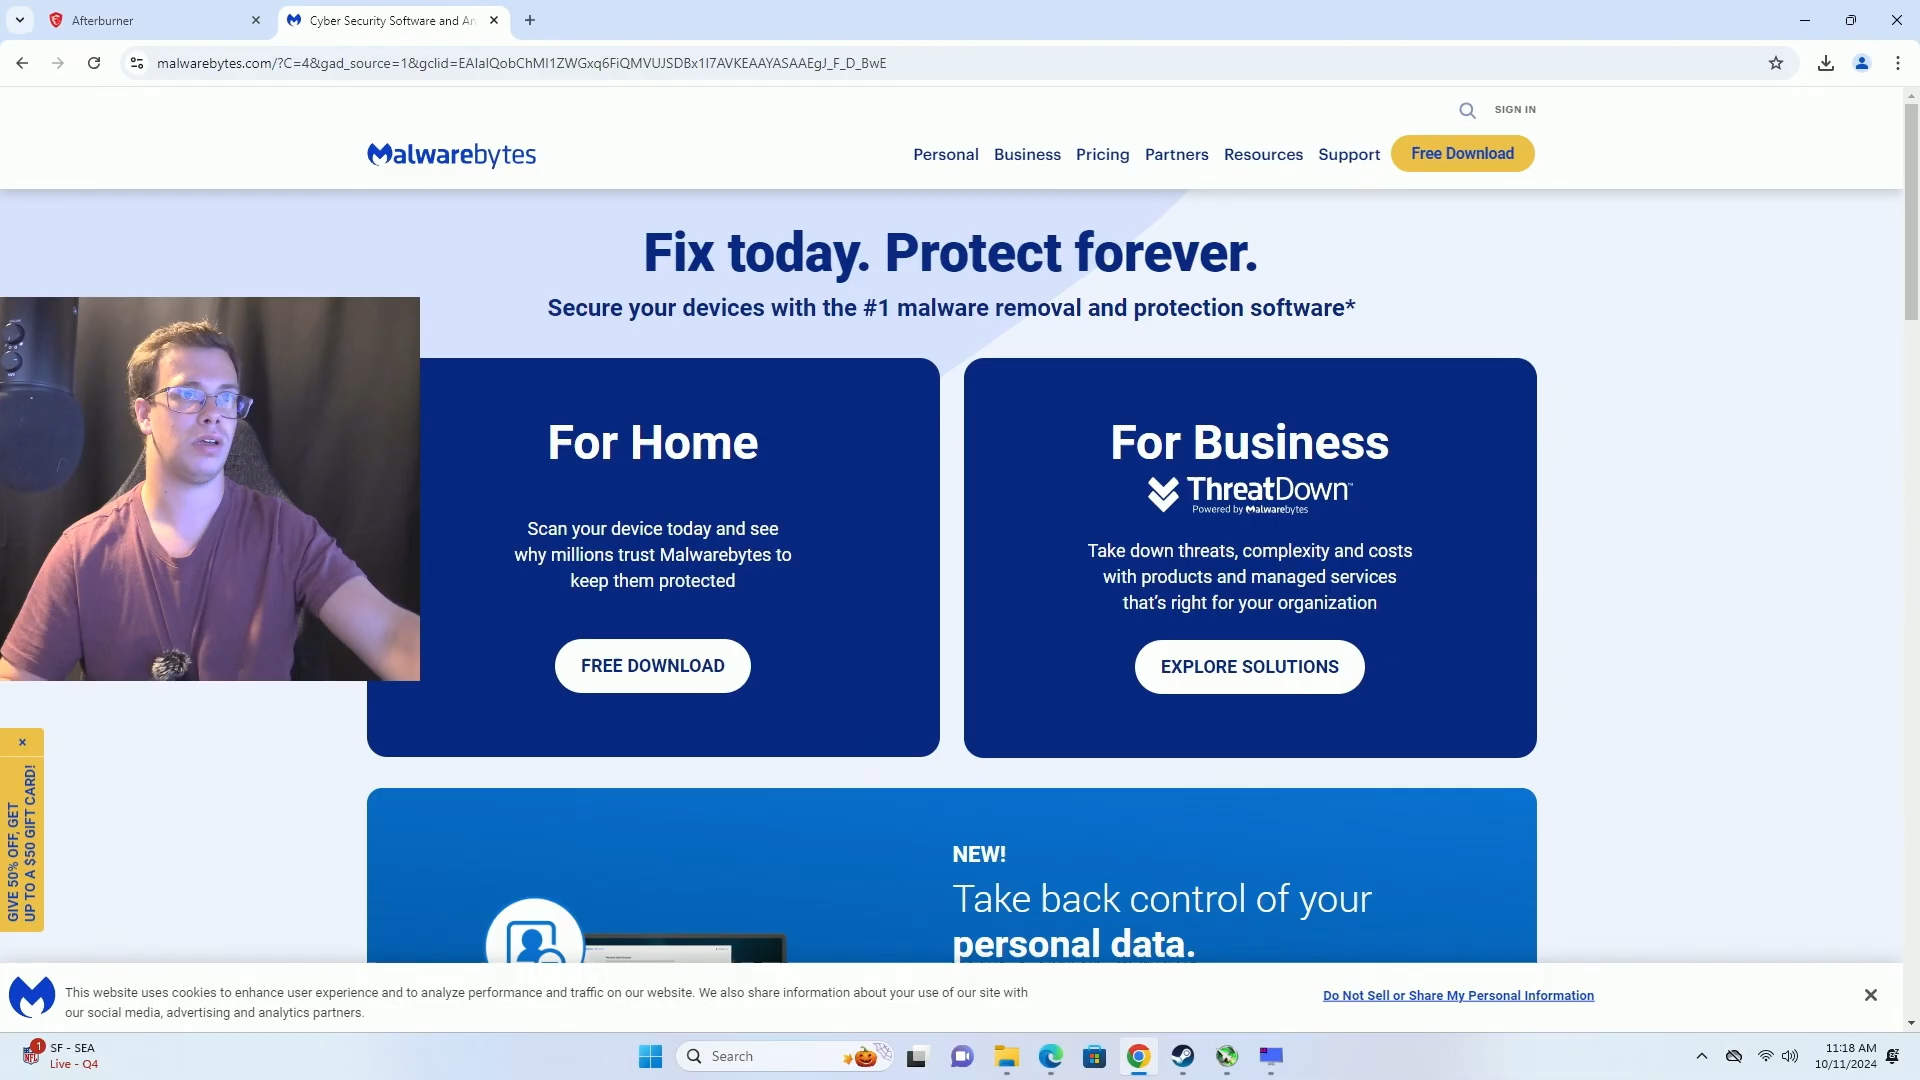 Afterburner
Cyber Security Software and An
malwarebytes.com/?C=4&gad_source=1&gclid=EAIaIQobChMI1ZWGxq6FiQMVUJSDBx1I7AVKEAAYASAAEgJ_F_D_BwE
SIGN IN
Malwarebytes
Personal
Business
Pricing
Partners
Resources
Support
Free Download
Fix today. Protect forever.
Secure your devices with the #1 malware removal and protection software*
For Home
Scan your device today and see
why millions trust Malwarebytes to
keep them protected
FREE DOWNLOAD
For Business
ThreatDown™
Powered by Malwarebytes
Take down threats, complexity and costs
with products and managed services
that's right for your organization
EXPLORE SOLUTIONS
GIVE 50% OFF, GET
UP TO A $50 GIFT CARD!
NEW!
Take back control of your
personal data.
This website uses cookies to enhance user experience and to analyze performance and traffic on our website. We also share information about your use of our site with
our social media, advertising and analytics partners.
Do Not Sell or Share My Personal Information
1
SF - SEA
Live - Q4
Search
11:18 AM
10/11/2024